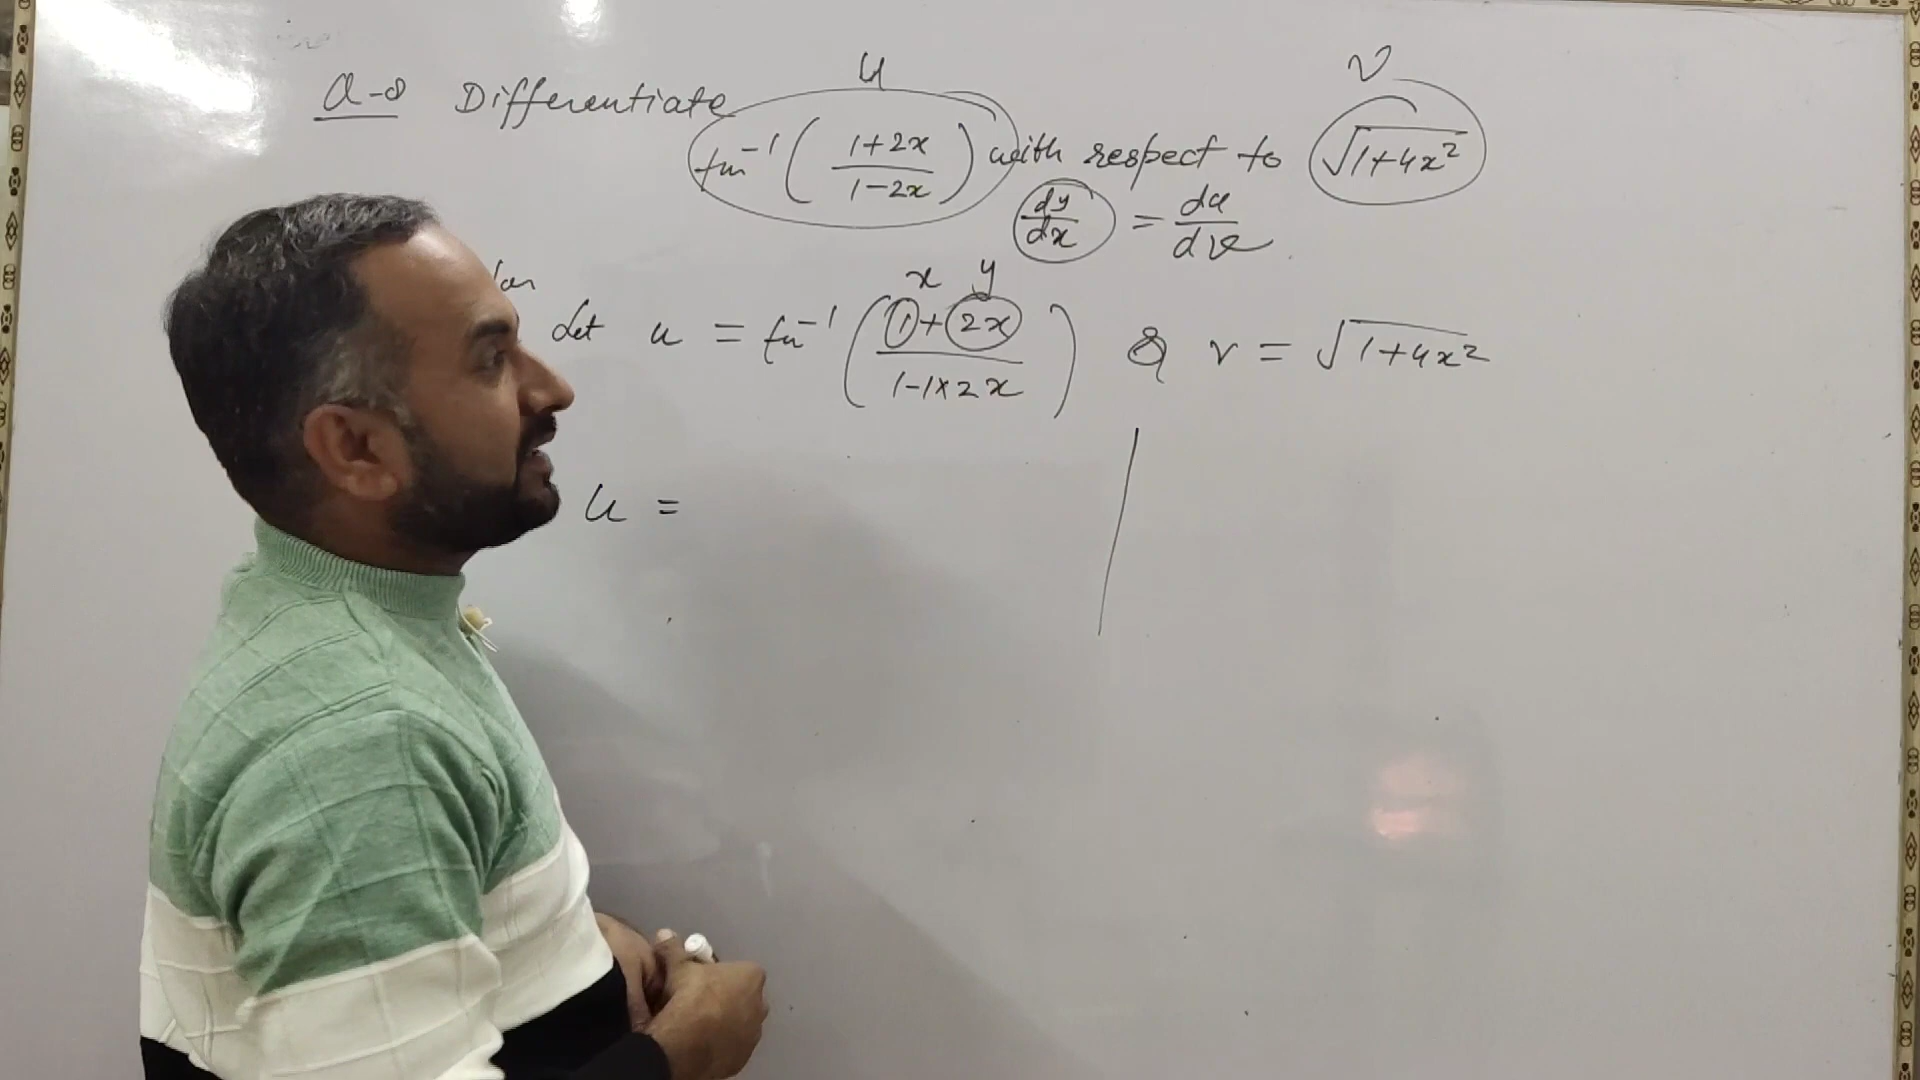 u
v
Q-8 Differentiate tan⁻¹ ( (1+2x)/(1-2x) ) with respect to √(1+4x²)
dy/dx = du/dv
x y
Let u = tan⁻¹ ( (1+2x)/(1-1×2x) ) & v = √(1+4x²)
u =